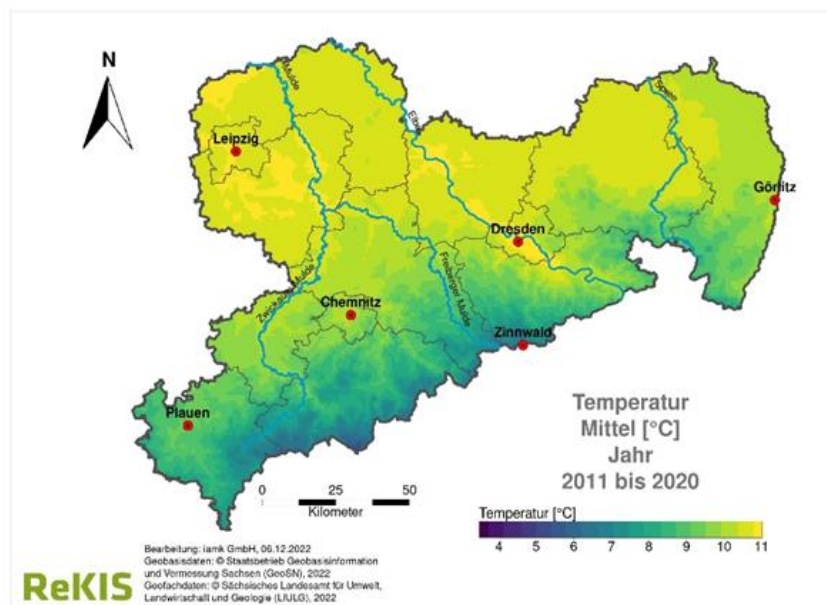 N
Mulde
Elbe
Spree
Leipzig
Görlitz
Dresden
Zwickauer Mulde
Freiberger Mulde
Chemnitz
Zinnwald
Plauen
Temperatur
Mittel [°C]
Jahr
2011 bis 2020
0 25 50
Kilometer
Temperatur [°C]
4 5 6 7 8 9 10 11
ReKIS
Bearbeitung: iamk GmbH, 06.12.2022
Geobasisdaten: © Staatsbetrieb Geobasisinformation
und Vermessung Sachsen (GeoSN), 2022
Geofachdaten: © Sächsisches Landesamt für Umwelt,
Landwirtschaft und Geologie (LfULG), 2022